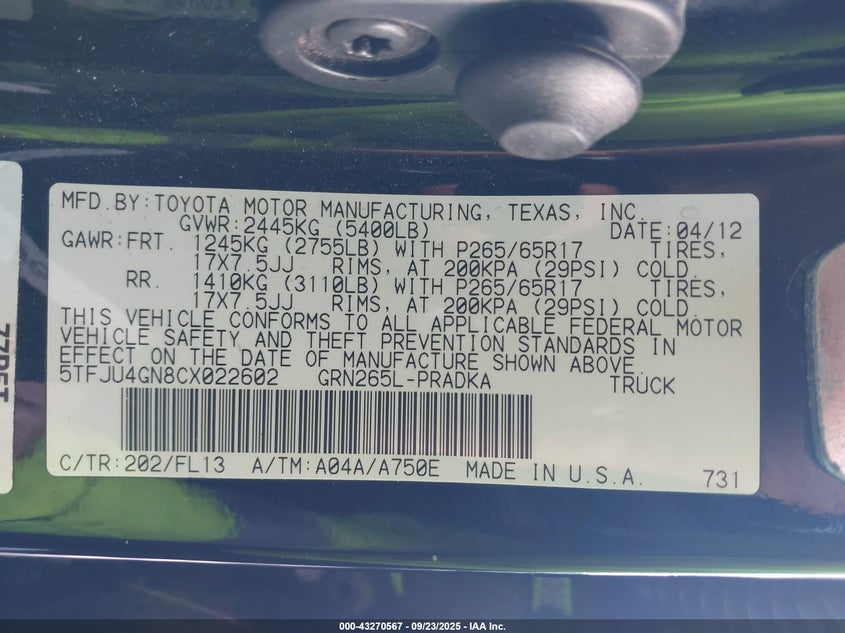 MFD.BY:TOYOTA MOTOR MANUFACTURING, TEXAS, INC.
GVWR:2445KG (5400LB) DATE:04/12
GAWR:FRT. 1245KG (2755LB) WITH P265/65R17 TIRES,
17X7.5JJ RIMS, AT 200KPA (29PSI) COLD.
RR. 1410KG (3110LB) WITH P265/65R17 TIRES,
17X7.5JJ RIMS, AT 200KPA (29PSI) COLD.
THIS VEHICLE CONFORMS TO ALL APPLICABLE FEDERAL MOTOR
VEHICLE SAFETY AND THEFT PREVENTION STANDARDS IN
EFFECT ON THE DATE OF MANUFACTURE SHOWN ABOVE.
5TFJU4GN8CX022602 GRN265L-PRADKA TRUCK
C/TR:202/FL13 A/TM:A04A/A750E MADE IN U.S.A.
731
000-43270567 - 09/23/2025 - IAA Inc.